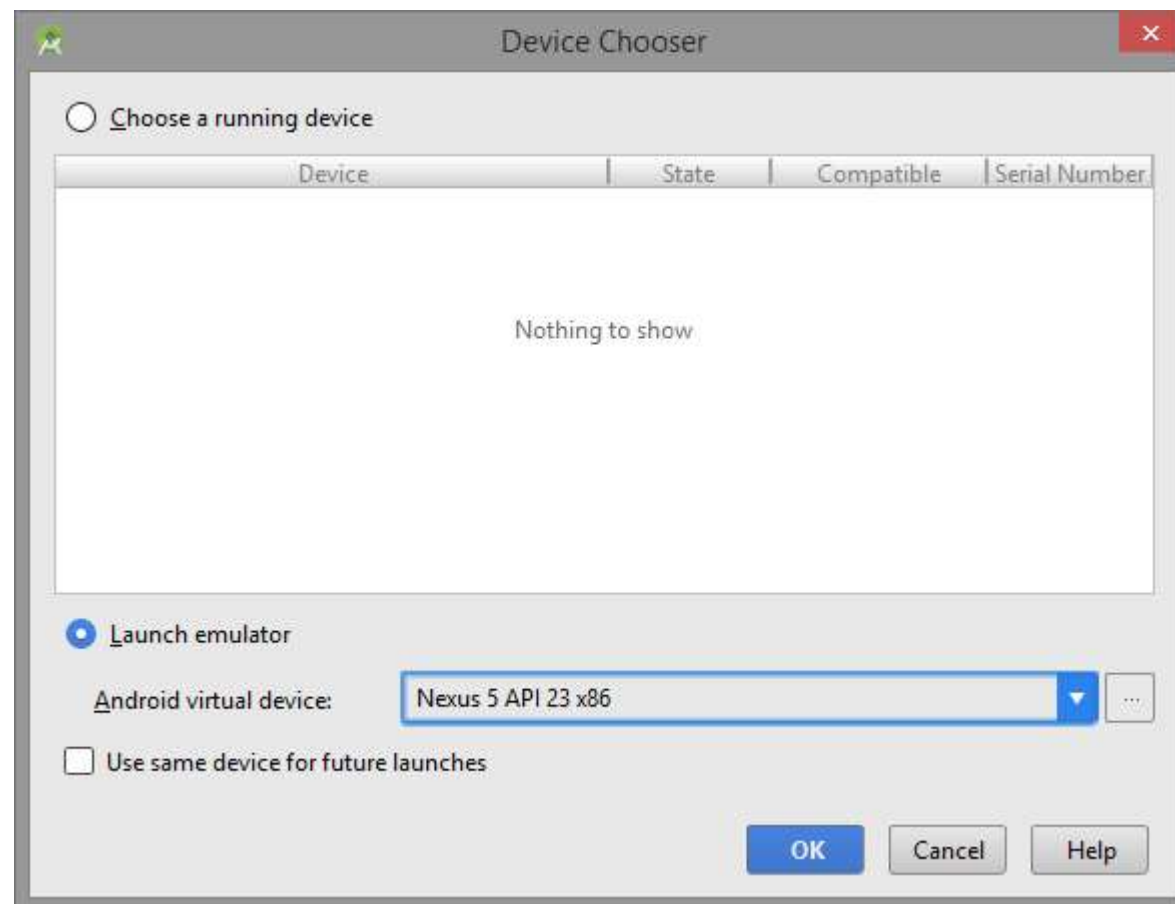 Device Chooser
Choose a running device
Device State Compatible Serial Number
Nothing to show
Launch emulator
Android virtual device: Nexus 5 API 23 x86 ...
Use same device for future launches
OK Cancel Help